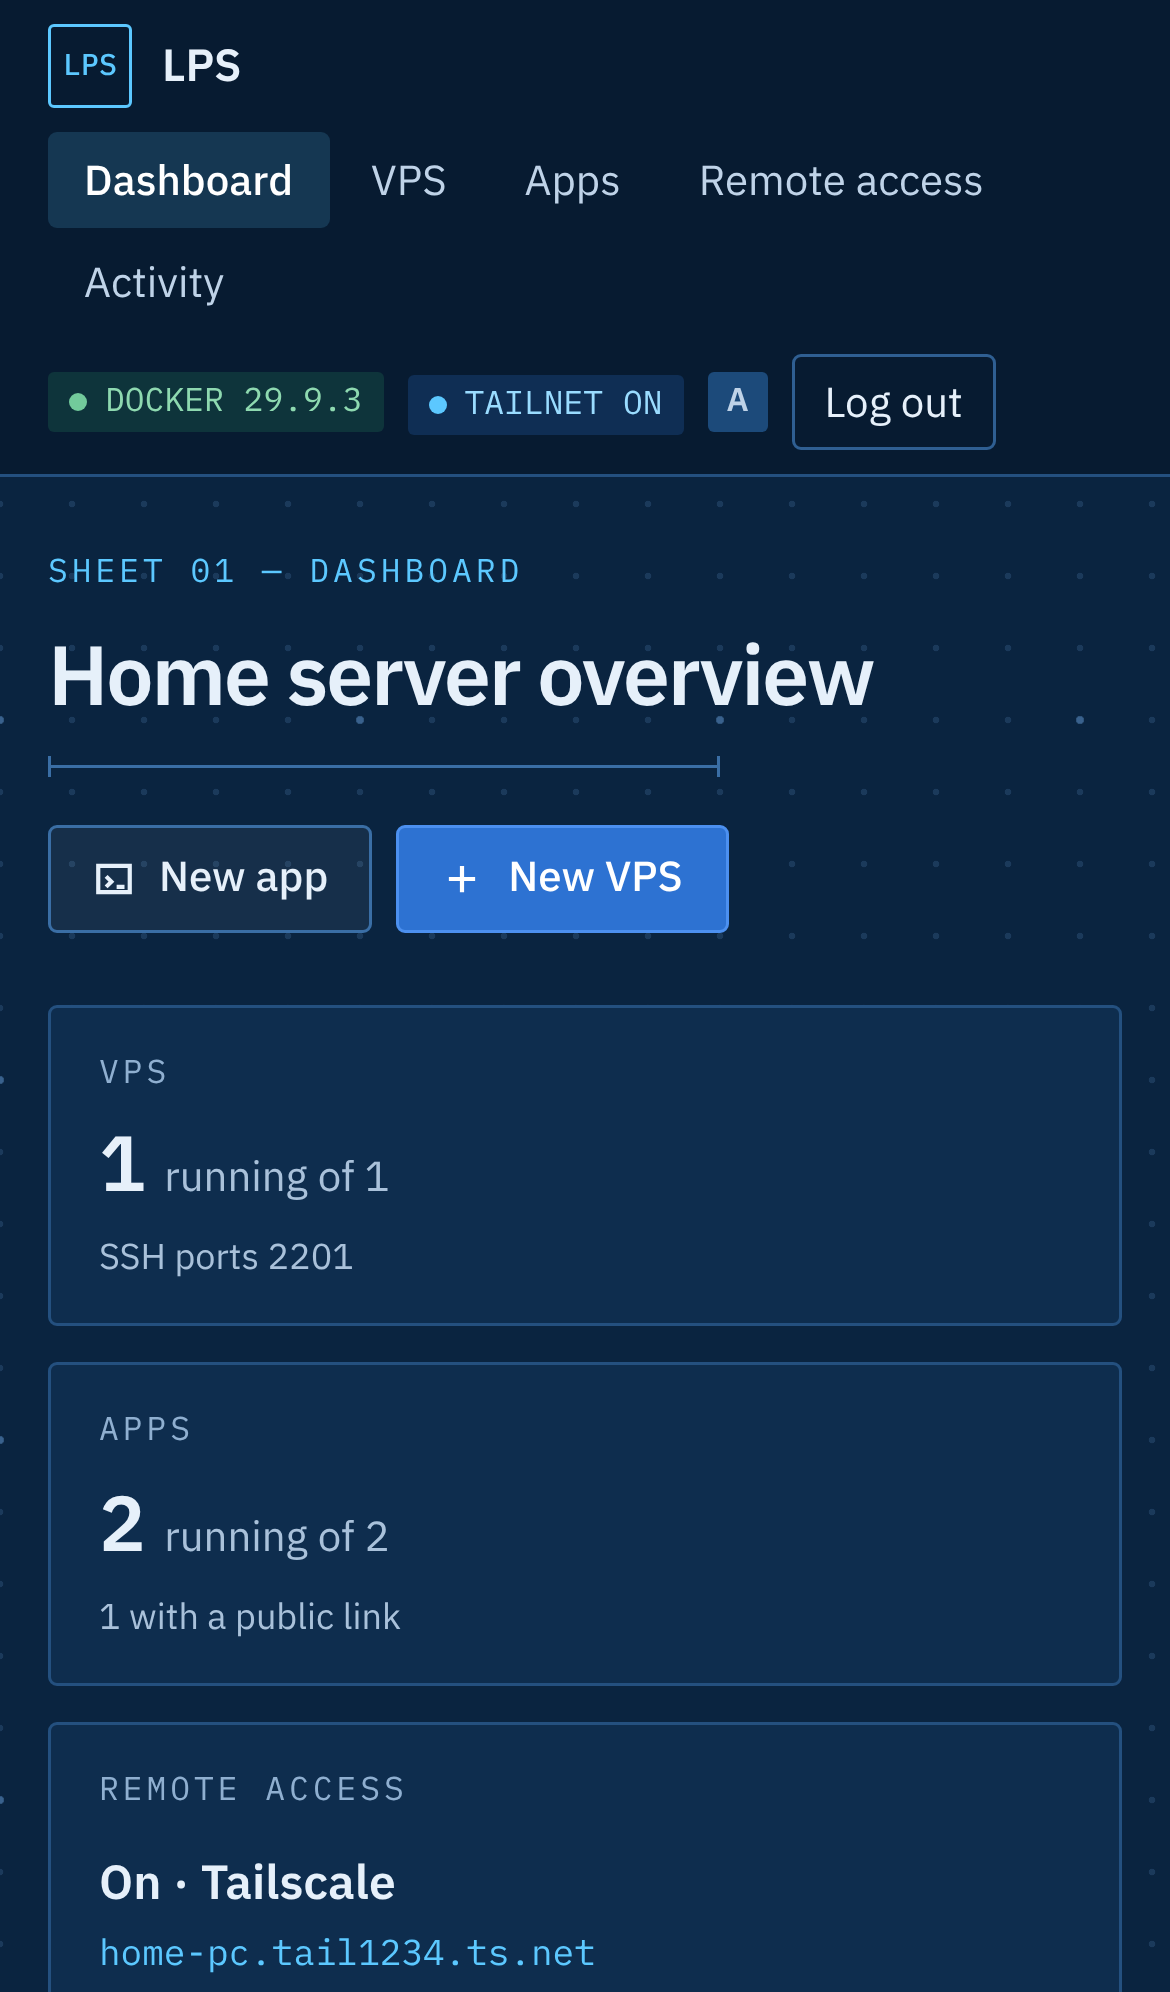 LPS LPS
Dashboard VPS Apps Remote access
Activity
DOCKER 29.9.3 TAILNET ON A Log out
SHEET 01 — DASHBOARD
Home server overview
New app + New VPS
VPS
1 running of 1
SSH ports 2201
APPS
2 running of 2
1 with a public link
REMOTE ACCESS
On · Tailscale
home-pc.tail1234.ts.net